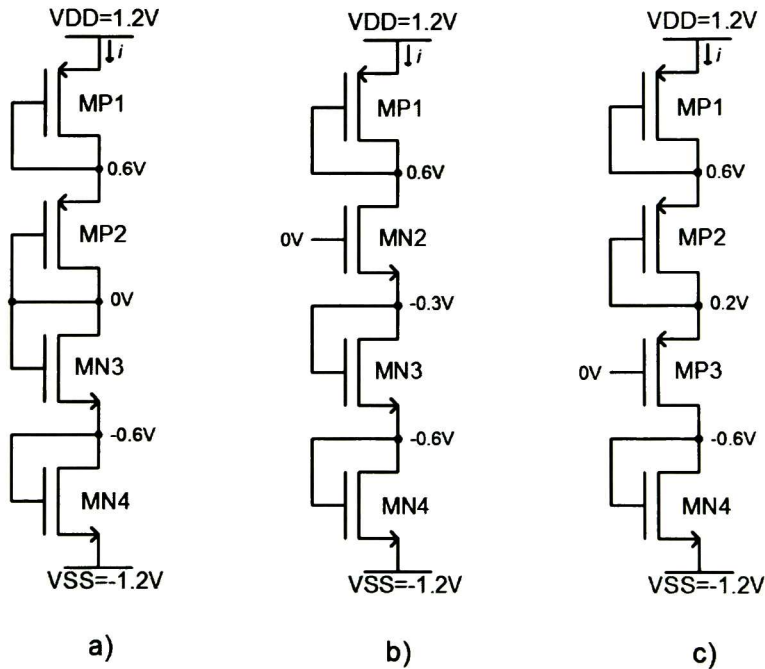 VDD=1.2V VDD=1.2V VDD=1.2V
i i i
MP1 MP1 MP1
0.6V 0.6V 0.6V
MP2 MN2 MP2
0V
0V -0.3V 0.2V
MN3 MN3 MP3
0V
-0.6V -0.6V -0.6V
MN4 MN4 MN4
VSS=-1.2V VSS=-1.2V VSS=-1.2V
a) b) c)